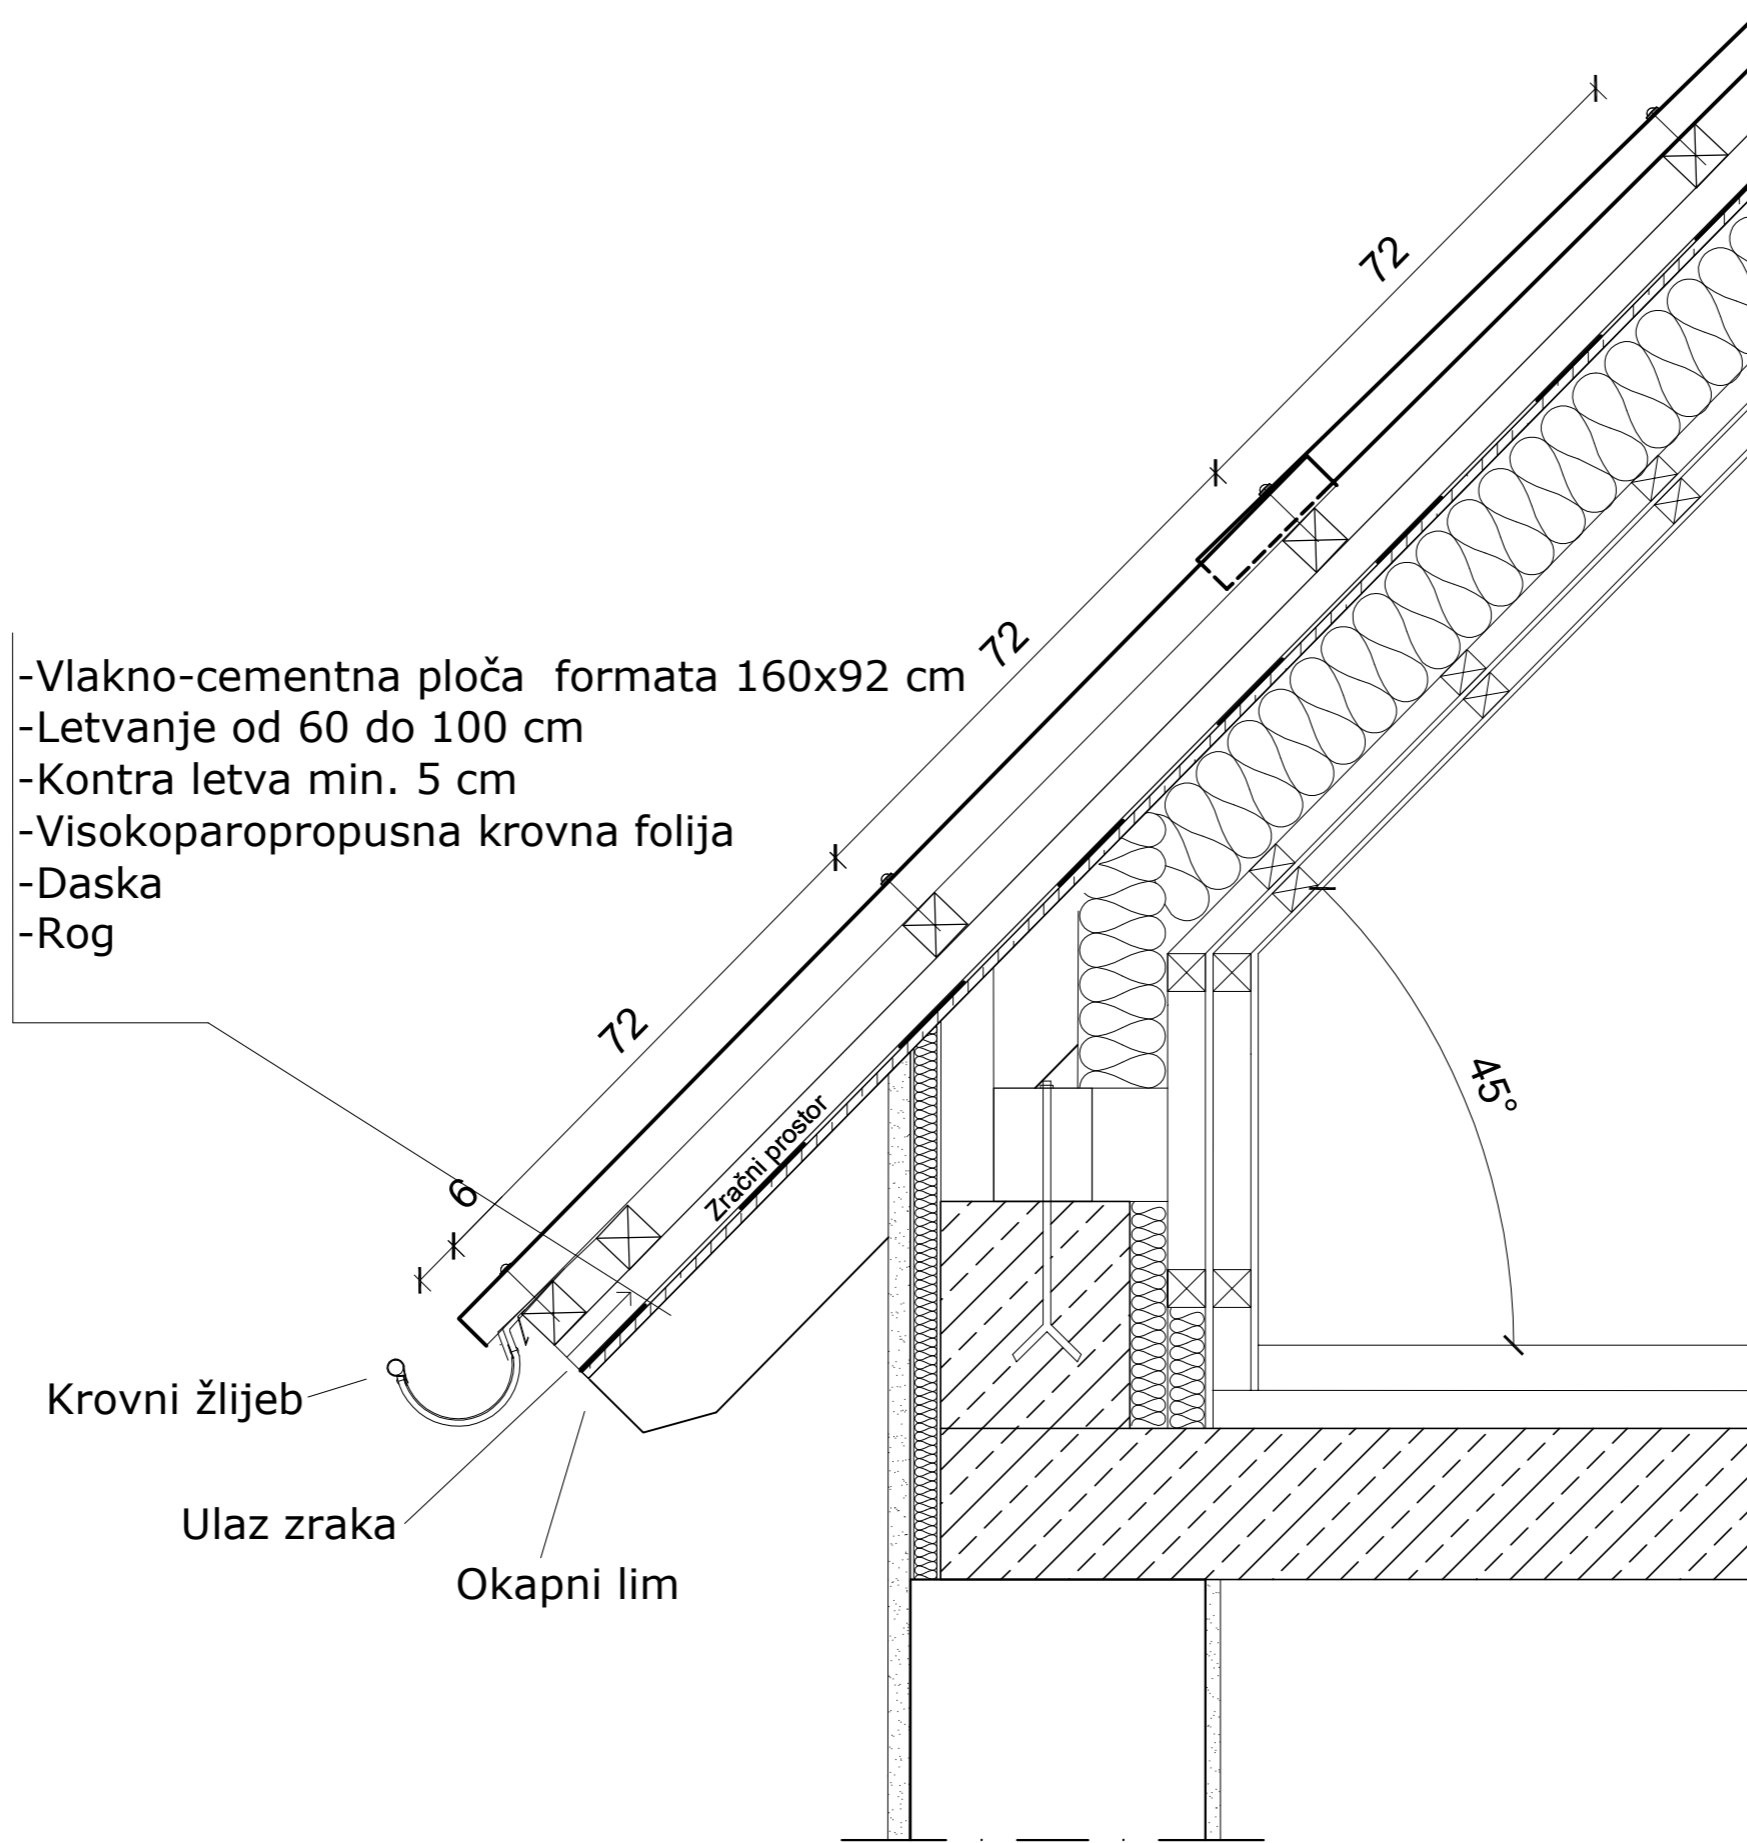 72
72
-Vlakno-cementna ploča formata 160x92 cm
-Letvanje od 60 do 100 cm
-Kontra letva min. 5 cm
-Visokoparopropusna krovna folija
-Daska
-Rog
72
45°
Zračni prostor
6
Krovni žlijeb
Ulaz zraka
Okapni lim